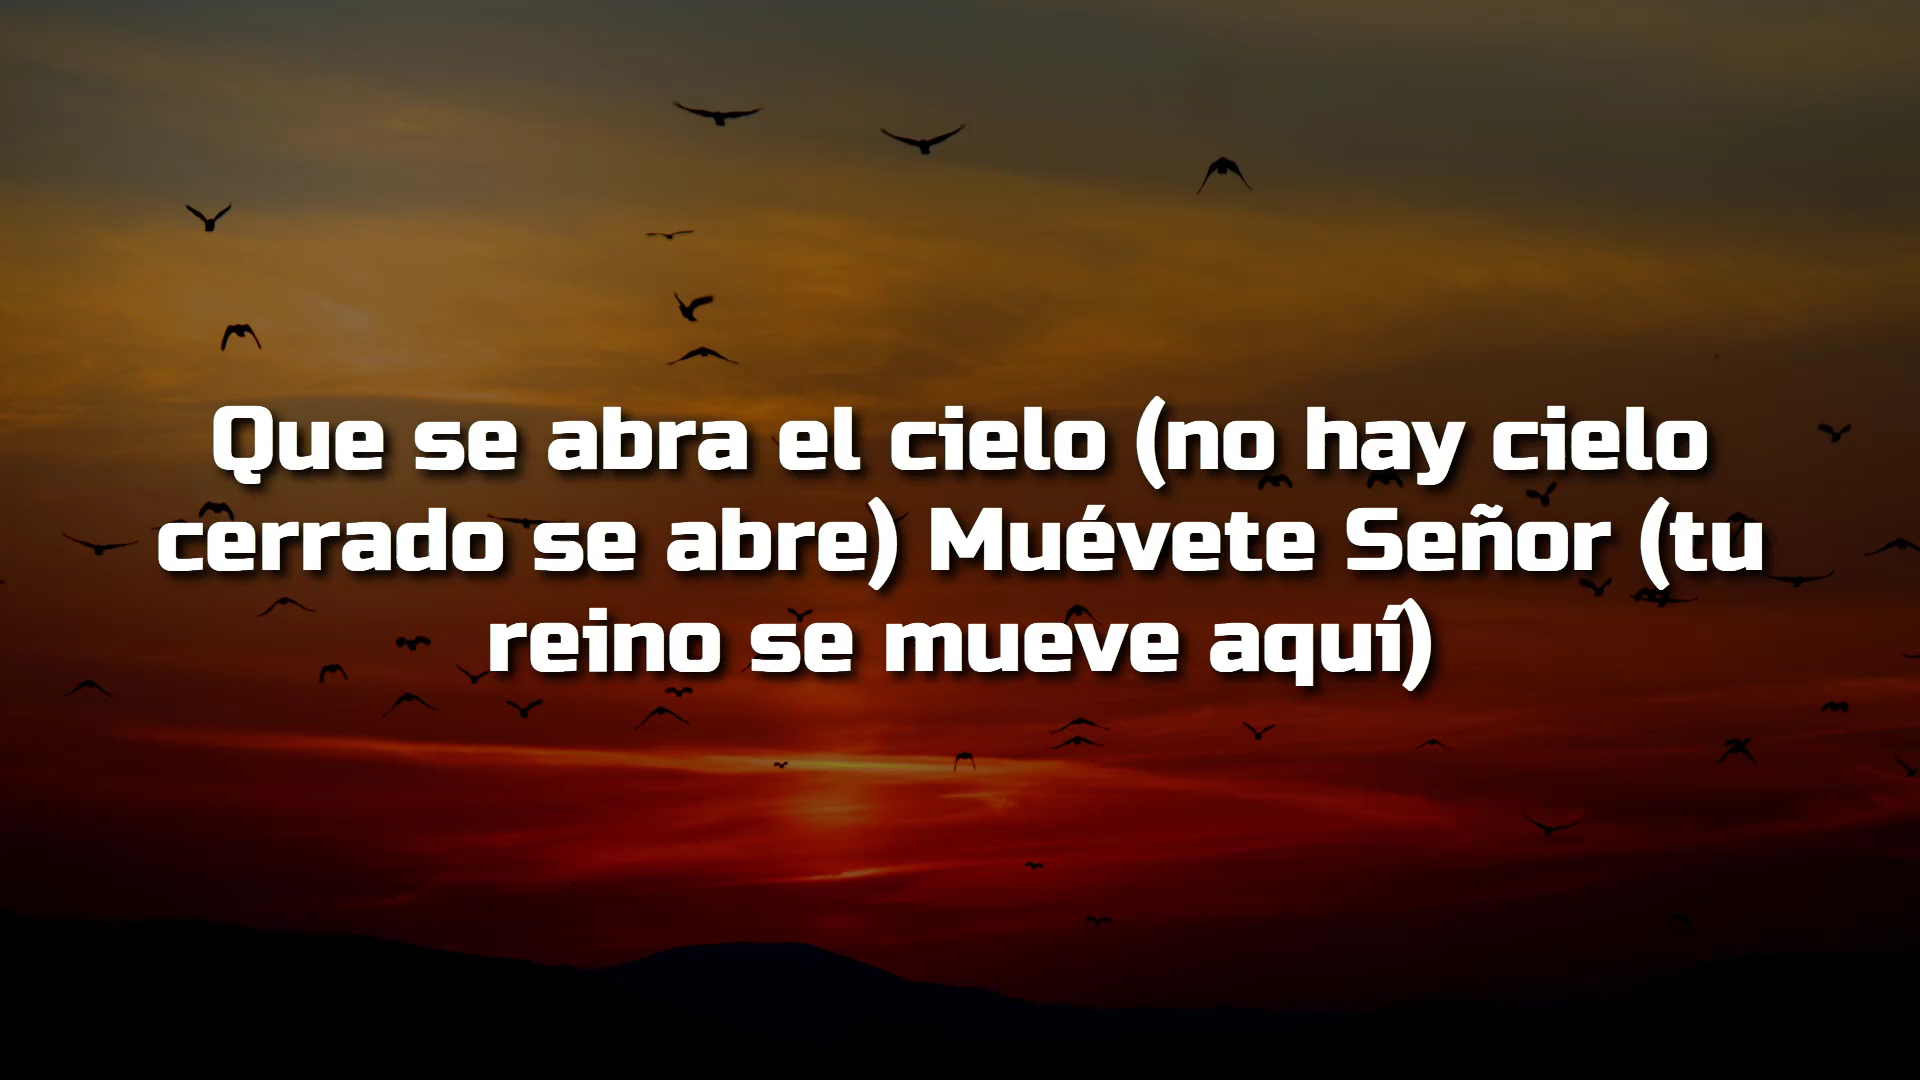 Que se abra el cielo (no hay cielo
cerrado se abre) Muévete Señor (tu
reino se mueve aquí)